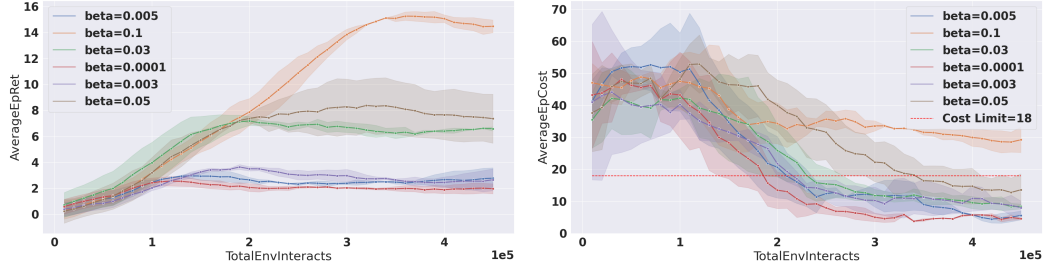 16
14
12
10
8
6
4
2
0
AverageEpRet
beta=0.005
beta=0.1
beta=0.03
beta=0.0001
beta=0.003
beta=0.05
0 1 2 3 4
1e5
TotalEnvInteracts
70
60
50
40
30
20
10
0
AverageEpCost
beta=0.005
beta=0.1
beta=0.03
beta=0.0001
beta=0.003
beta=0.05
Cost Limit=18
0 1 2 3 4
1e5
TotalEnvInteracts